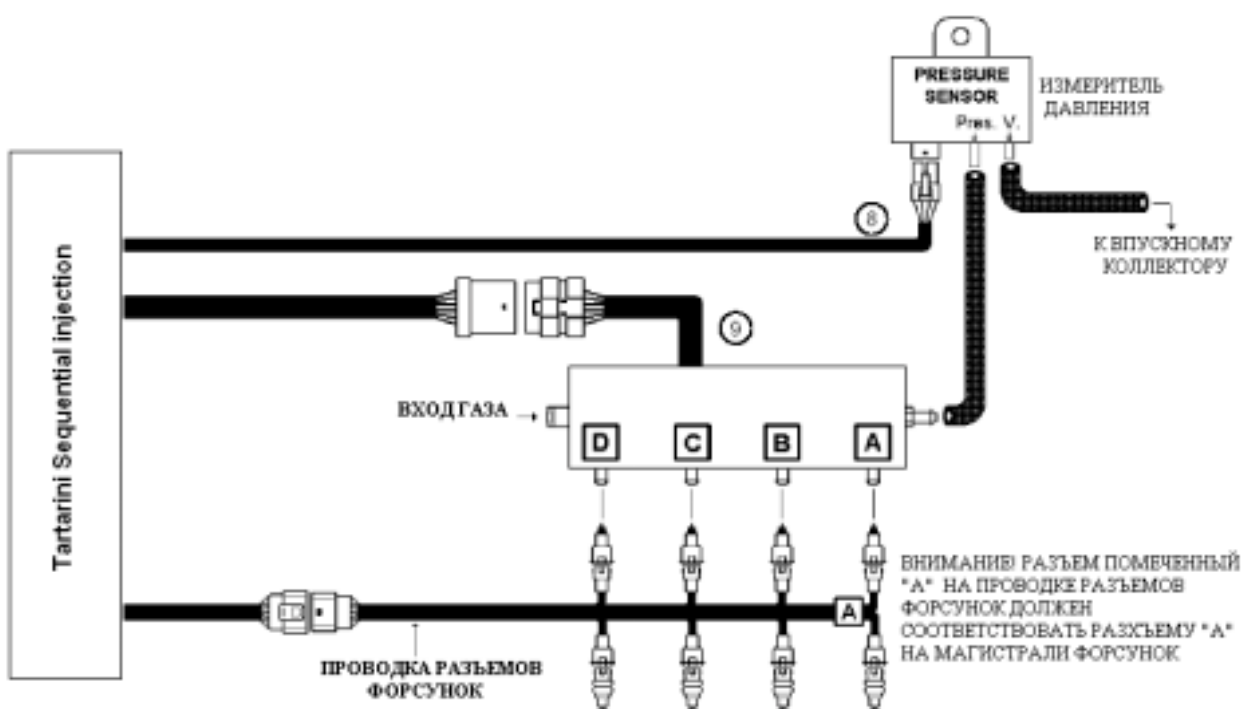 PRESSURE
SENSOR
Pres. V.
ИЗМЕРИТЕЛЬ
ДАВЛЕНИЯ
8
К ВПУСКНОМУ
КОЛЛЕКТОРУ
9
Tartarini Sequential injection
ВХОД ГАЗА
D C B A
ВНИМАНИЕ! РАЗЪЕМ ПОМЕЧЕННЫЙ
"А" НА ПРОВОДКЕ РАЗЪЕМОВ
ФОРСУНОК ДОЛЖЕН
СООТВЕТСТВОВАТЬ РАЗХЪЕМУ "А"
НА МАГИСТРАЛИ ФОРСУНОК
A
ПРОВОДКА РАЗЪЕМОВ
ФОРСУНОК